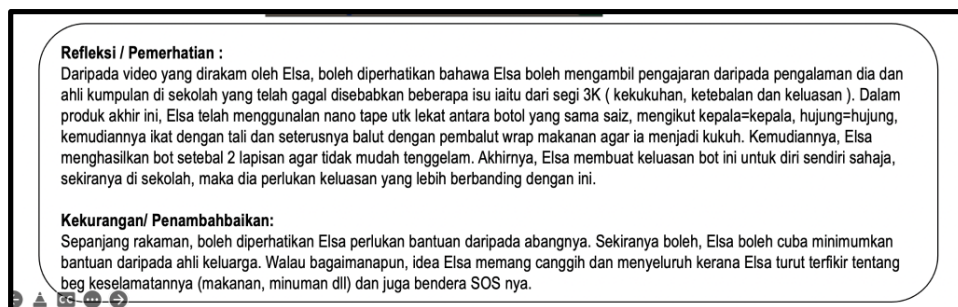 Refleksi / Pemerhatian :
Daripada video yang dirakam oleh Elsa, boleh diperhatikan bahawa Elsa boleh mengambil pengajaran daripada pengalaman dia dan
ahli kumpulan di sekolah yang telah gagal disebabkan beberapa isu iaitu dari segi 3K ( kekukuhan, ketebalan dan keluasan ). Dalam
produk akhir ini, Elsa telah menggunalan nano tape utk lekat antara botol yang sama saiz, mengikut kepala=kepala, hujung=hujung,
kemudiannya ikat dengan tali dan seterusnya balut dengan pembalut wrap makanan agar ia menjadi kukuh. Kemudiannya, Elsa
menghasilkan bot setebal 2 lapisan agar tidak mudah tenggelam. Akhirnya, Elsa membuat keluasan bot ini untuk diri sendiri sahaja,
sekiranya di sekolah, maka dia perlukan keluasan yang lebih berbanding dengan ini.
Kekurangan/ Penambahbaikan:
Sepanjang rakaman, boleh diperhatikan Elsa perlukan bantuan daripada abangnya. Sekiranya boleh, Elsa boleh cuba minimumkan
bantuan daripada ahli keluarga. Walau bagaimanapun, idea Elsa memang canggih dan menyeluruh kerana Elsa turut terfikir tentang
beg keselamatannya (makanan, minuman dll) dan juga bendera SOS nya.